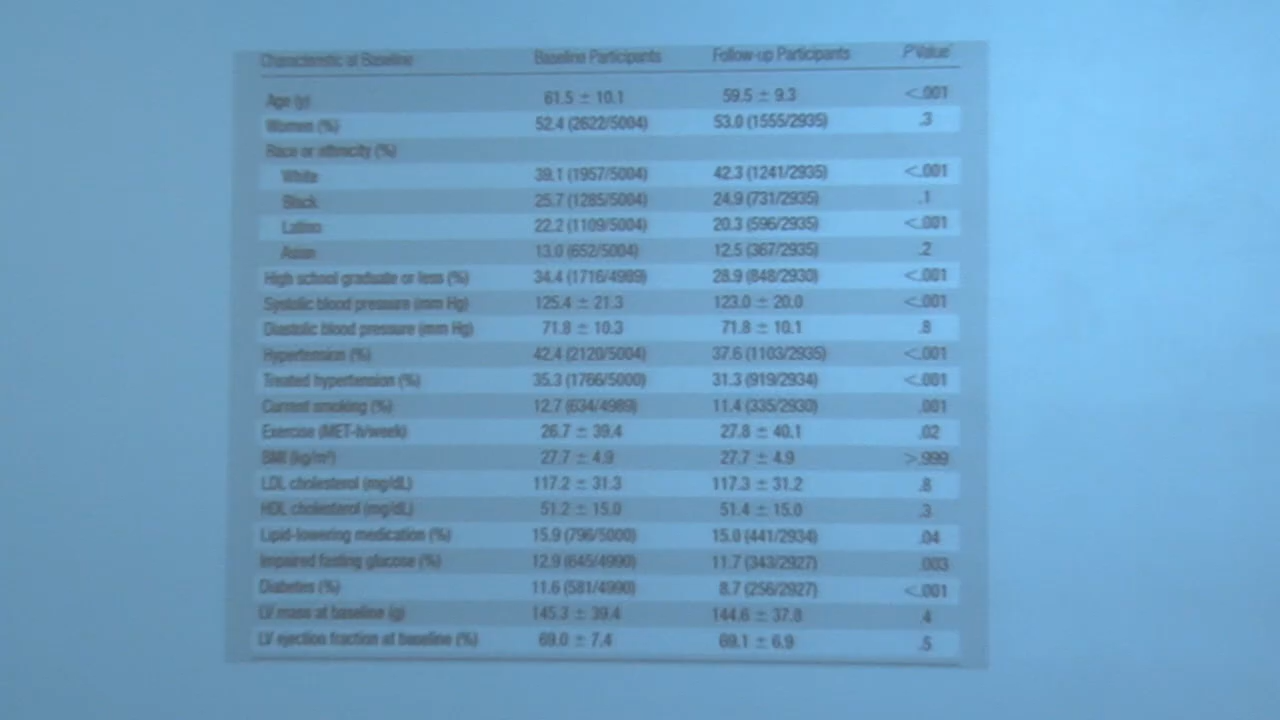 Characteristic at Baseline Baseline Participants Follow-up Participants P Value*
Age (y) 61.5 ± 10.1 59.5 ± 9.3 <.001
Women (%) 52.4 (2622/5004) 53.0 (1555/2935) .3
Race or ethnicity (%)
White 39.1 (1957/5004) 42.3 (1241/2935) <.001
Black 25.7 (1285/5004) 24.9 (731/2935) .1
Latino 22.2 (1109/5004) 20.3 (596/2935) <.001
Asian 13.0 (652/5004) 12.5 (367/2935) .2
High school graduate or less (%) 34.4 (1716/4989) 28.9 (848/2930) <.001
Systolic blood pressure (mm Hg) 125.4 ± 21.3 123.0 ± 20.0 <.001
Diastolic blood pressure (mm Hg) 71.8 ± 10.3 71.8 ± 10.1 .8
Hypertension (%) 42.4 (2120/5004) 37.6 (1103/2935) <.001
Treated hypertension (%) 35.3 (1766/5000) 31.3 (919/2934) <.001
Current smoking (%) 12.7 (634/4989) 11.4 (335/2930) .001
Exercise (MET-h/week) 26.7 ± 39.4 27.8 ± 40.1 .02
BMI (kg/m²) 27.7 ± 4.9 27.7 ± 4.9 >.999
LDL cholesterol (mg/dL) 117.2 ± 31.3 117.3 ± 31.2 .8
HDL cholesterol (mg/dL) 51.2 ± 15.0 51.4 ± 15.0 .3
Lipid-lowering medication (%) 15.9 (796/5000) 15.0 (441/2934) .04
Impaired fasting glucose (%) 12.9 (645/4990) 11.7 (343/2927) .003
Diabetes (%) 11.6 (581/4990) 8.7 (256/2927) <.001
LV mass at baseline (g) 145.3 ± 39.4 144.6 ± 37.8 .4
LV ejection fraction at baseline (%) 69.0 ± 7.4 69.1 ± 6.9 .5